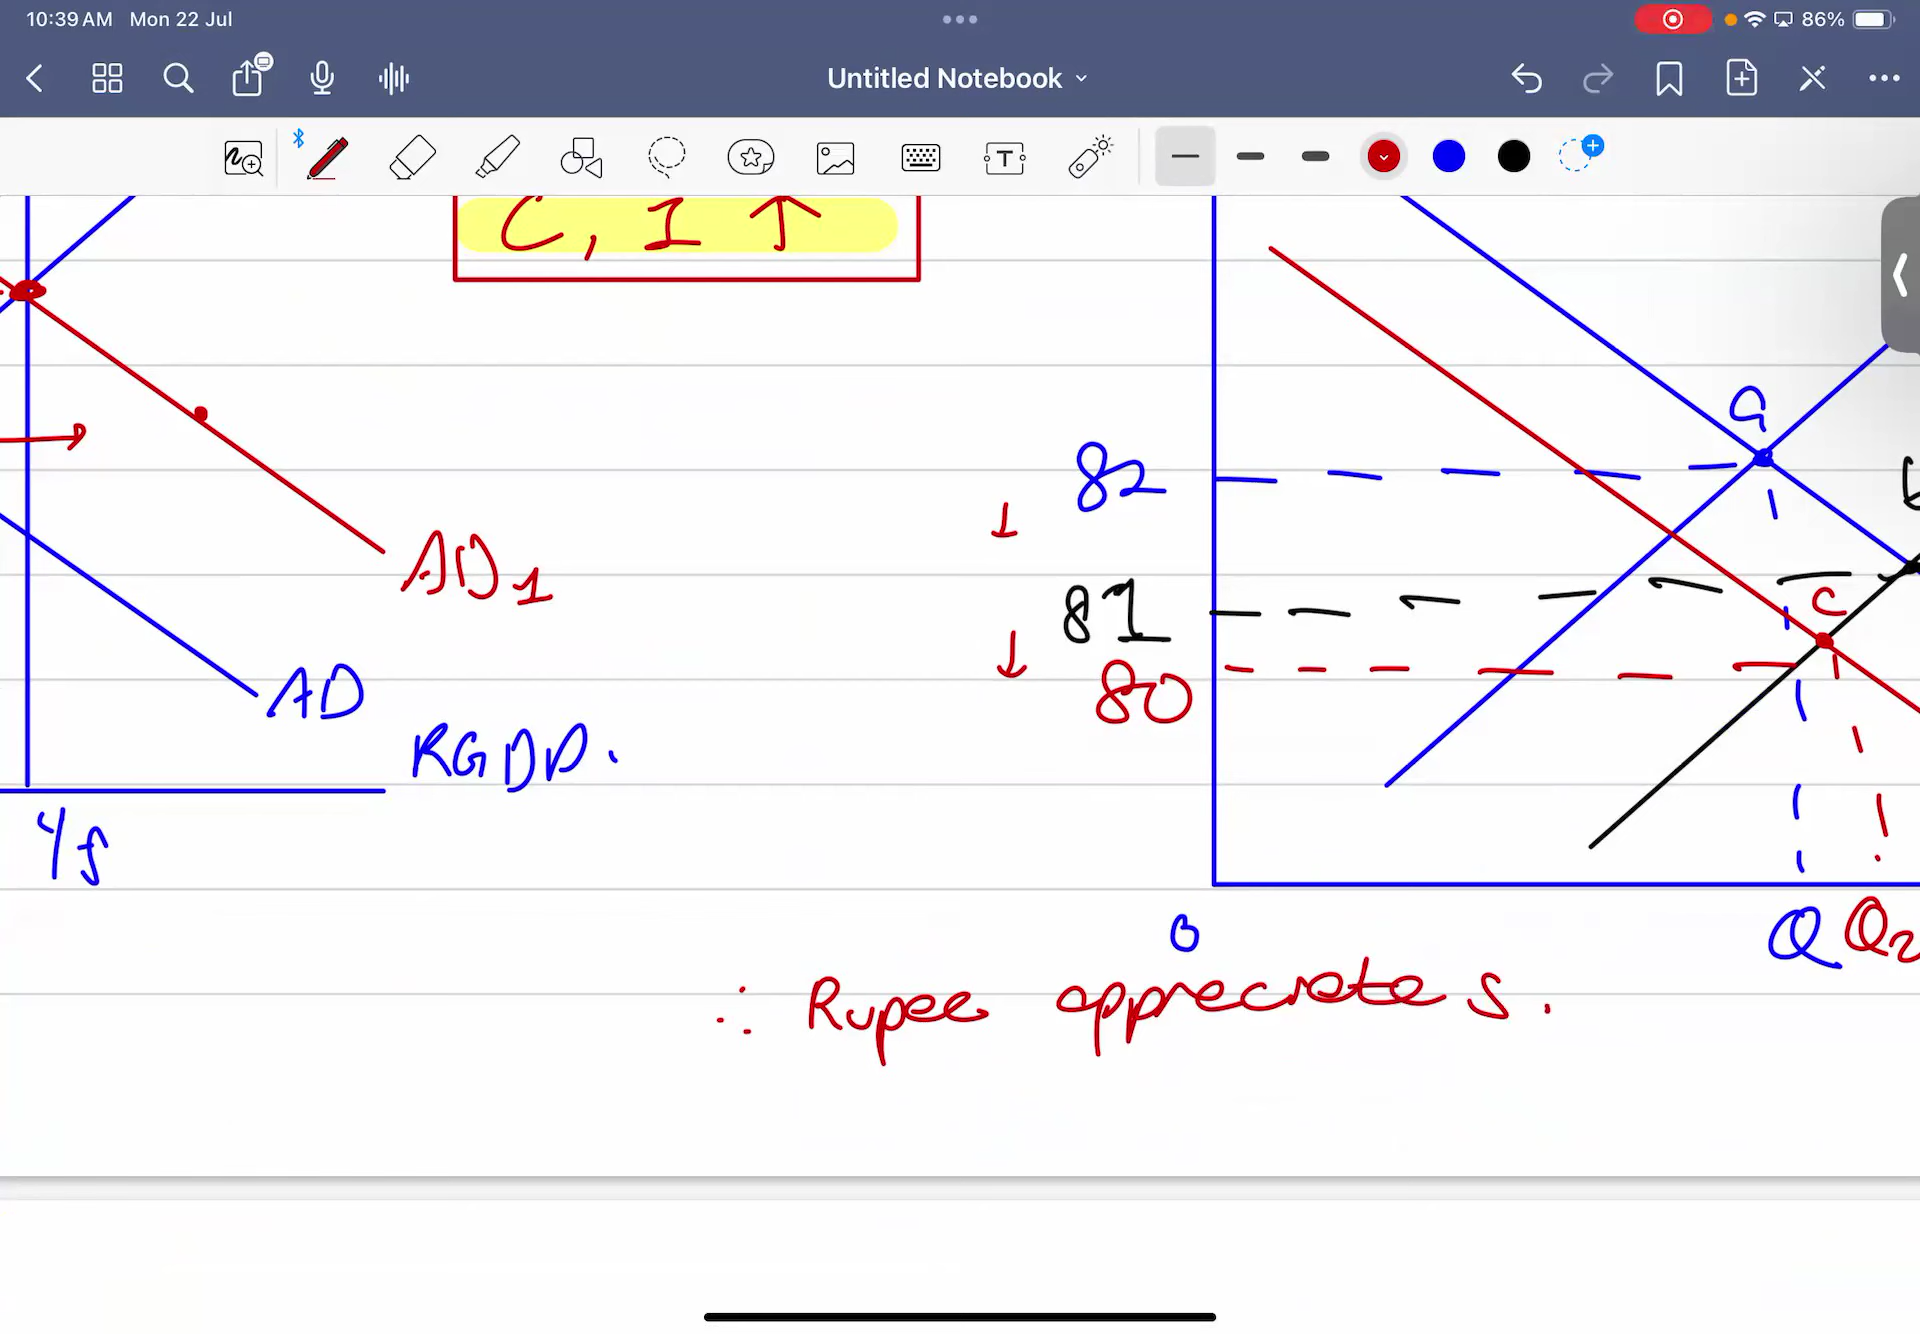 10:39 AM Mon 22 Jul
86%
Untitled Notebook
C, I ↑
a
82
AD1
↓
81
c
↓
80
AD
RGDP.
Yf
O
Q Q2
∴ Rupee appreciates.